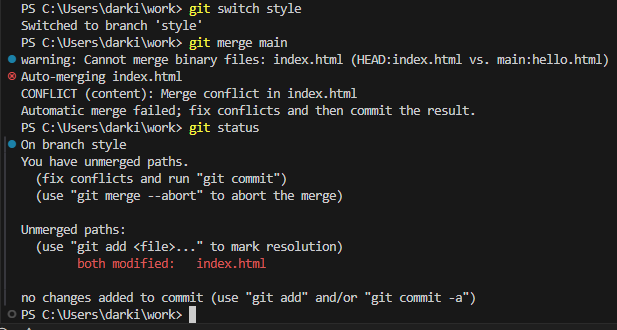 PS C:\Users\darki\work> git switch style
Switched to branch 'style'
PS C:\Users\darki\work> git merge main
warning: Cannot merge binary files: index.html (HEAD:index.html vs. main:hello.html)
Auto-merging index.html
CONFLICT (content): Merge conflict in index.html
Automatic merge failed; fix conflicts and then commit the result.
PS C:\Users\darki\work> git status
On branch style
You have unmerged paths.
  (fix conflicts and run "git commit")
  (use "git merge --abort" to abort the merge)

Unmerged paths:
  (use "git add <file>..." to mark resolution)
        both modified:   index.html

no changes added to commit (use "git add" and/or "git commit -a")
PS C:\Users\darki\work>